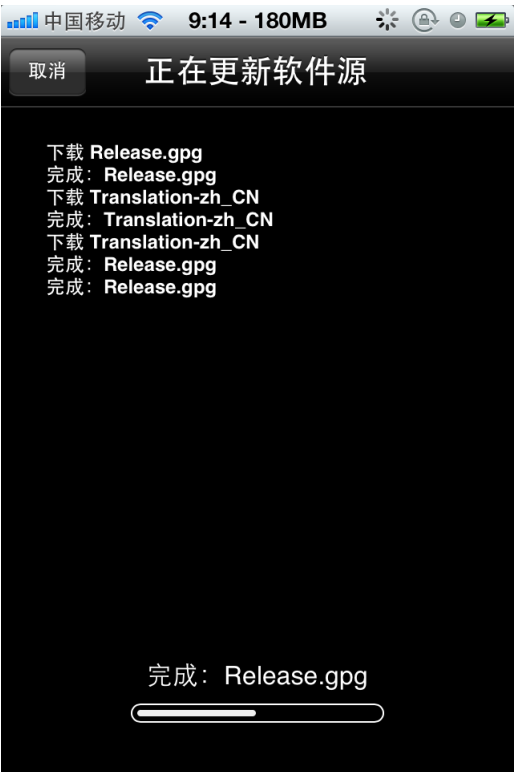 中国移动 9:14 - 180MB
取消 正在更新软件源
下载 Release.gpg
完成：Release.gpg
下载 Translation-zh_CN
完成：Translation-zh_CN
下载 Translation-zh_CN
完成：Release.gpg
完成：Release.gpg
完成：Release.gpg